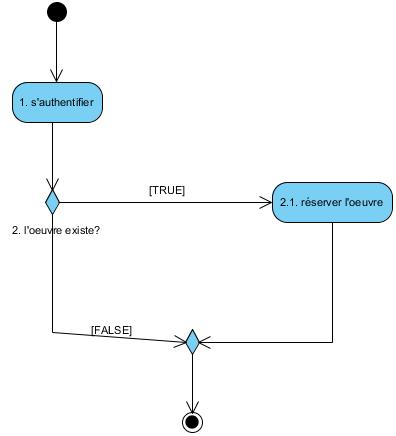 1. s'authentifier
[TRUE]
2.1. réserver l'oeuvre
2. l'oeuvre existe?
[FALSE]